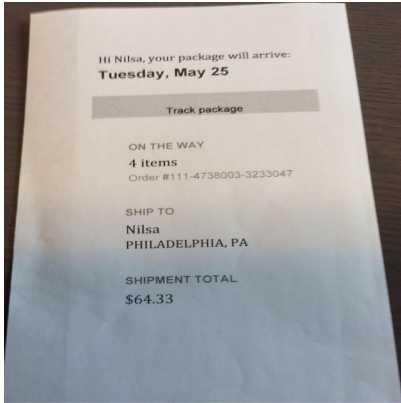 Hi Nilsa, your package will arrive:
Tuesday, May 25
Track package
ON THE WAY
4 items
Order #111-4738003-3233047
SHIP TO
Nilsa
PHILADELPHIA, PA
SHIPMENT TOTAL
$64.33